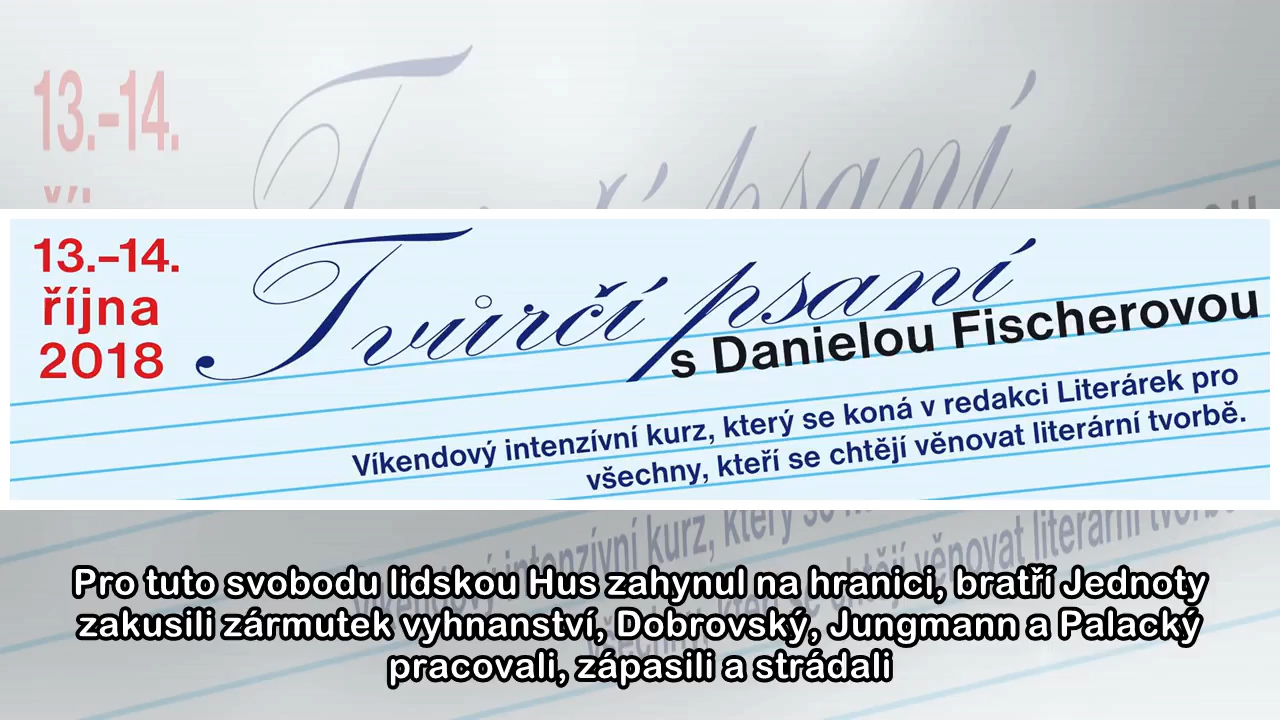 13.–14.
října
2018
Tvůrčí psaní
s Danielou Fischerovou
Víkendový intenzívní kurz, který se koná v redakci Literárek pro
všechny, kteří se chtějí věnovat literární tvorbě.
Pro tuto svobodu lidskou Hus zahynul na hranici, bratří Jednoty
zakusili zármutek vyhnanství, Dobrovský, Jungmann a Palacký
pracovali, zápasili a strádali